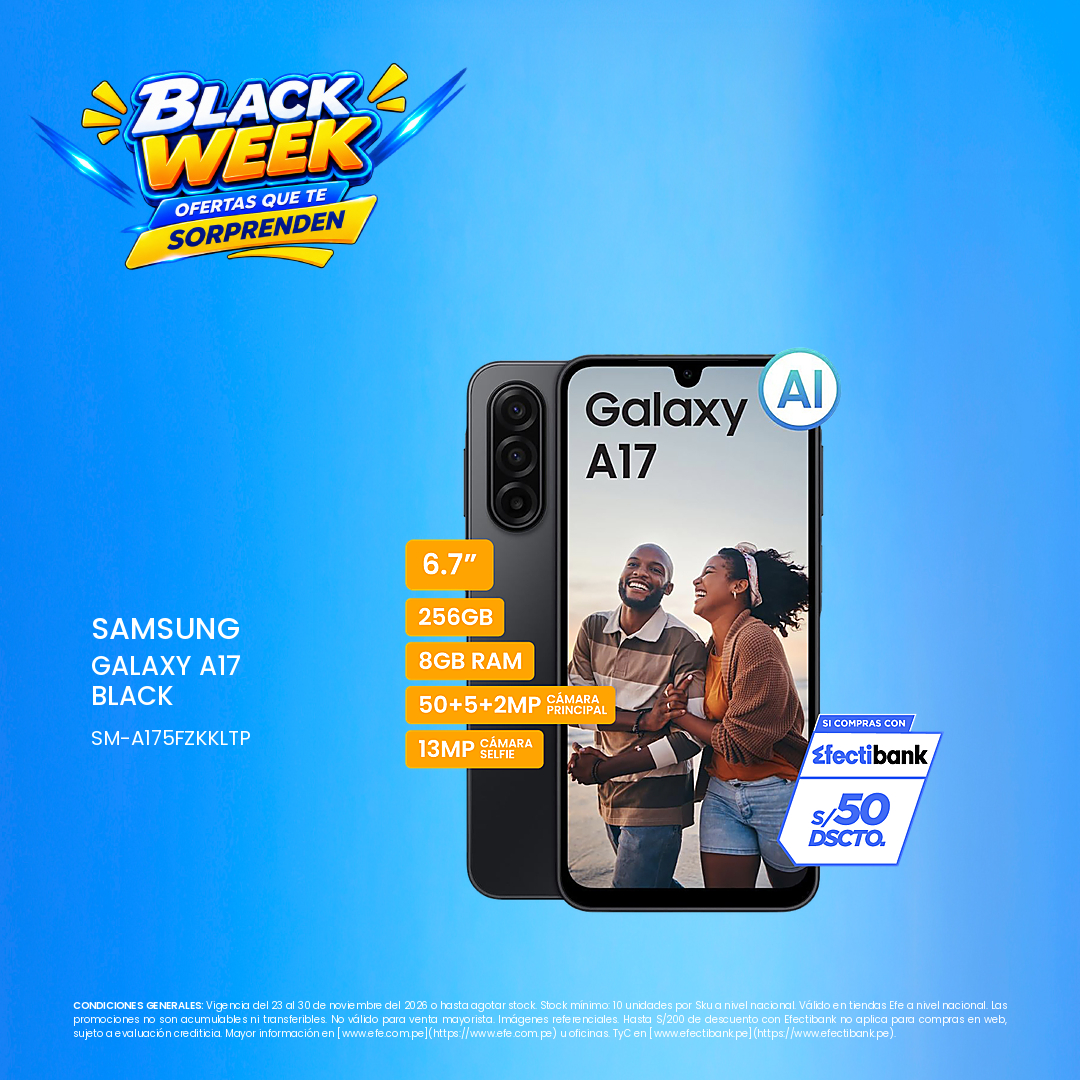 BLACK
WEEK
OFERTAS QUE TE
SORPRENDEN
Galaxy
A17
AI
6.7”
256GB
8GB RAM
50+5+2MP CÁMARA PRINCIPAL
13MP CÁMARA SELFIE
SAMSUNG
GALAXY A17
BLACK
SM-A175FZKKLTP
SI COMPRAS CON
Efectibank
S/50
DSCTO.
CONDICIONES GENERALES: Vigencia del 23 al 30 de noviembre del 2026 o hasta agotar stock. Stock mínimo: 10 unidades por Sku a nivel nacional. Válido en tiendas Efe a nivel nacional. Las
promociones no son acumulables ni transferibles. No válido para venta mayorista. Imágenes referenciales. Hasta S/200 de descuento con Efectibank no aplica para compras en web,
sujeto a evaluación crediticia. Mayor información en [www.efe.com.pe](https://www.efe.com.pe) u oficinas. TyC en [www.efectibank.pe](https://www.efectibank.pe).